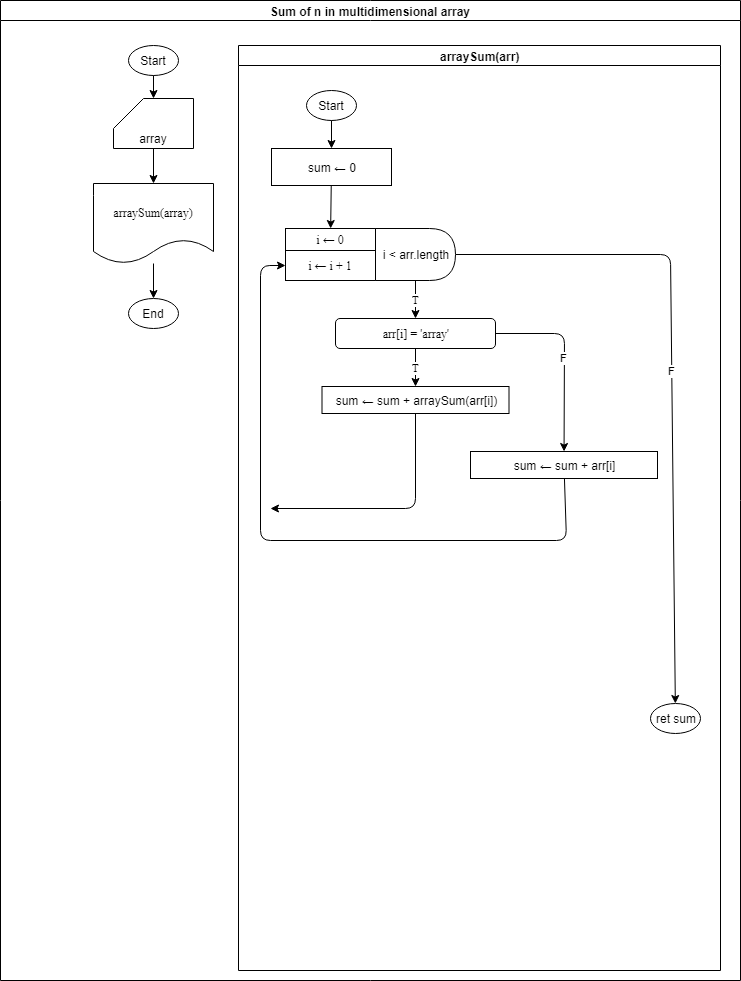 Sum of n in multidimensional array
Start
array
arraySum(array)
End
arraySum(arr)
Start
sum ← 0
i ← 0
i ← i + 1
i < arr.length
T
F
arr[i] = 'array'
T
F
sum ← sum + arraySum(arr[i])
sum ← sum + arr[i]
ret sum